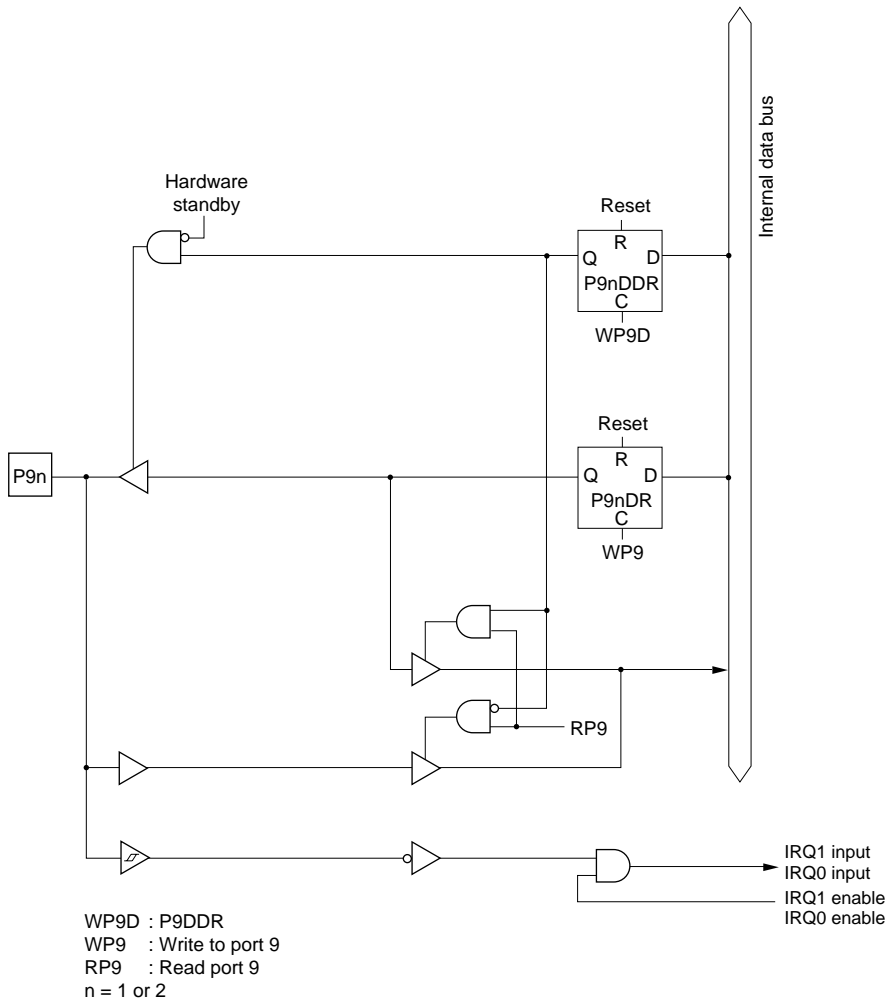 Internal data bus
Hardware
standby
Reset
R
Q D
P9nDDR
C
WP9D
Reset
R
P9n
Q D
P9nDR
C
WP9
RP9
IRQ1 input
IRQ0 input
IRQ1 enable
IRQ0 enable
WP9D : P9DDR
WP9 : Write to port 9
RP9 : Read port 9
n = 1 or 2